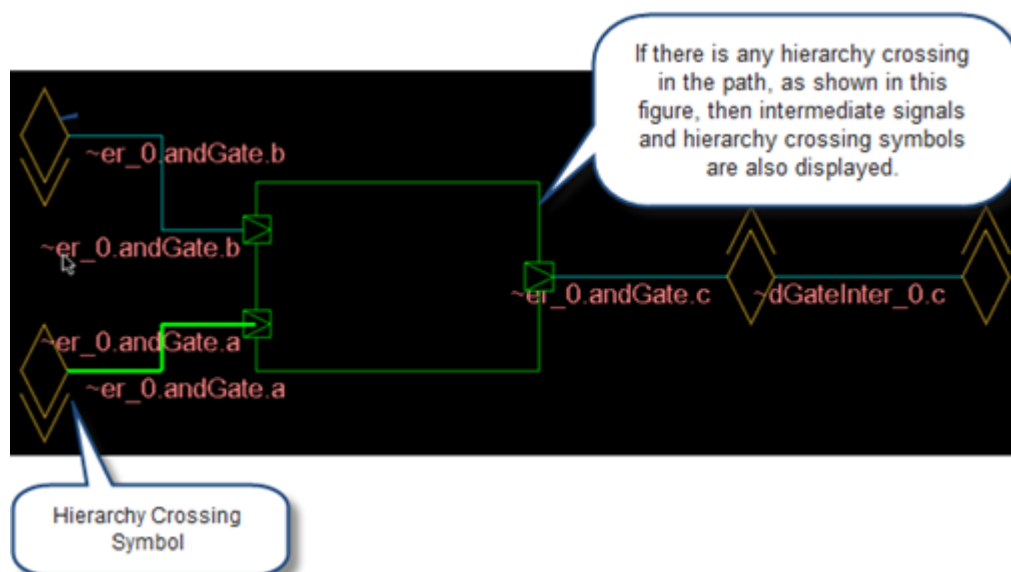 If there is any hierarchy crossing
in the path, as shown in this
figure, then intermediate signals
and hierarchy crossing symbols
are also displayed.
~er_0.andGate.b
~er_0.andGate.b
~er_0.andGate.c
~dGateInter_0.c
~er_0.andGate.a
~er_0.andGate.a
Hierarchy Crossing
Symbol